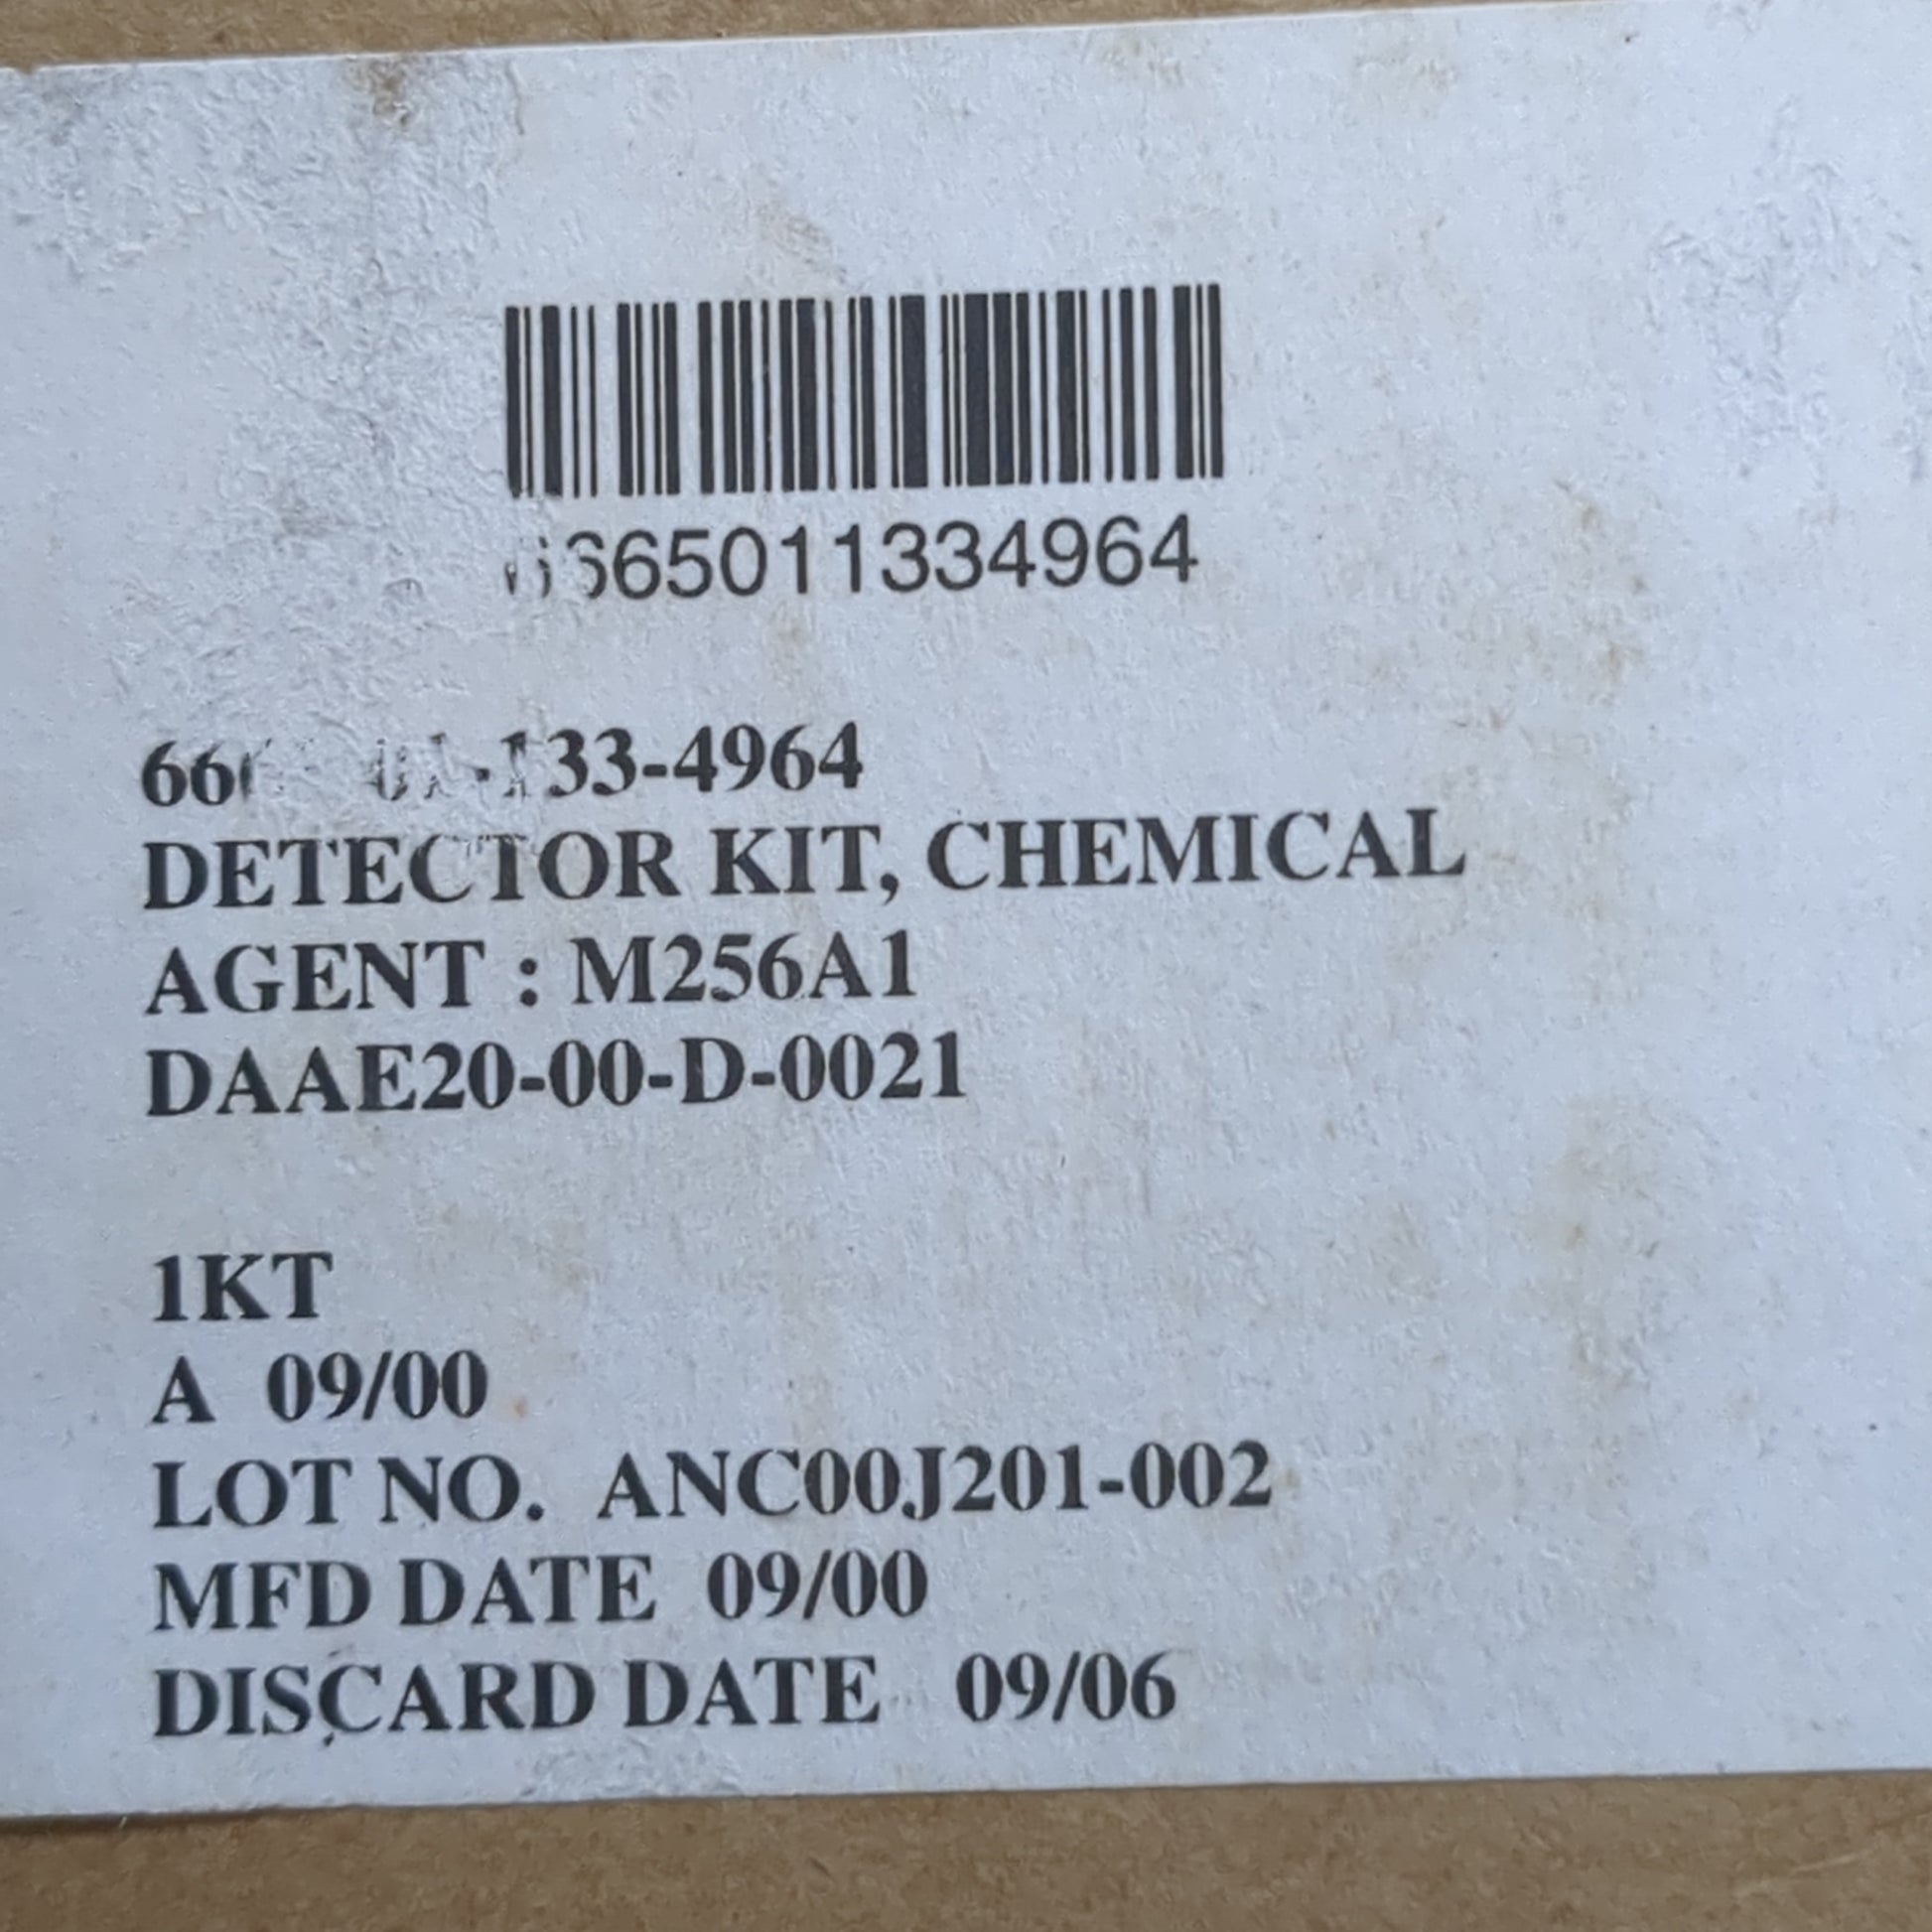 6665011334964
133-4964
DETECTOR KIT, CHEMICAL
AGENT : M256A1
DAAE20-00-D-0021
1KT
A 09/00
LOT NO. ANC00J201-002
MFD DATE 09/00
DISCARD DATE 09/06